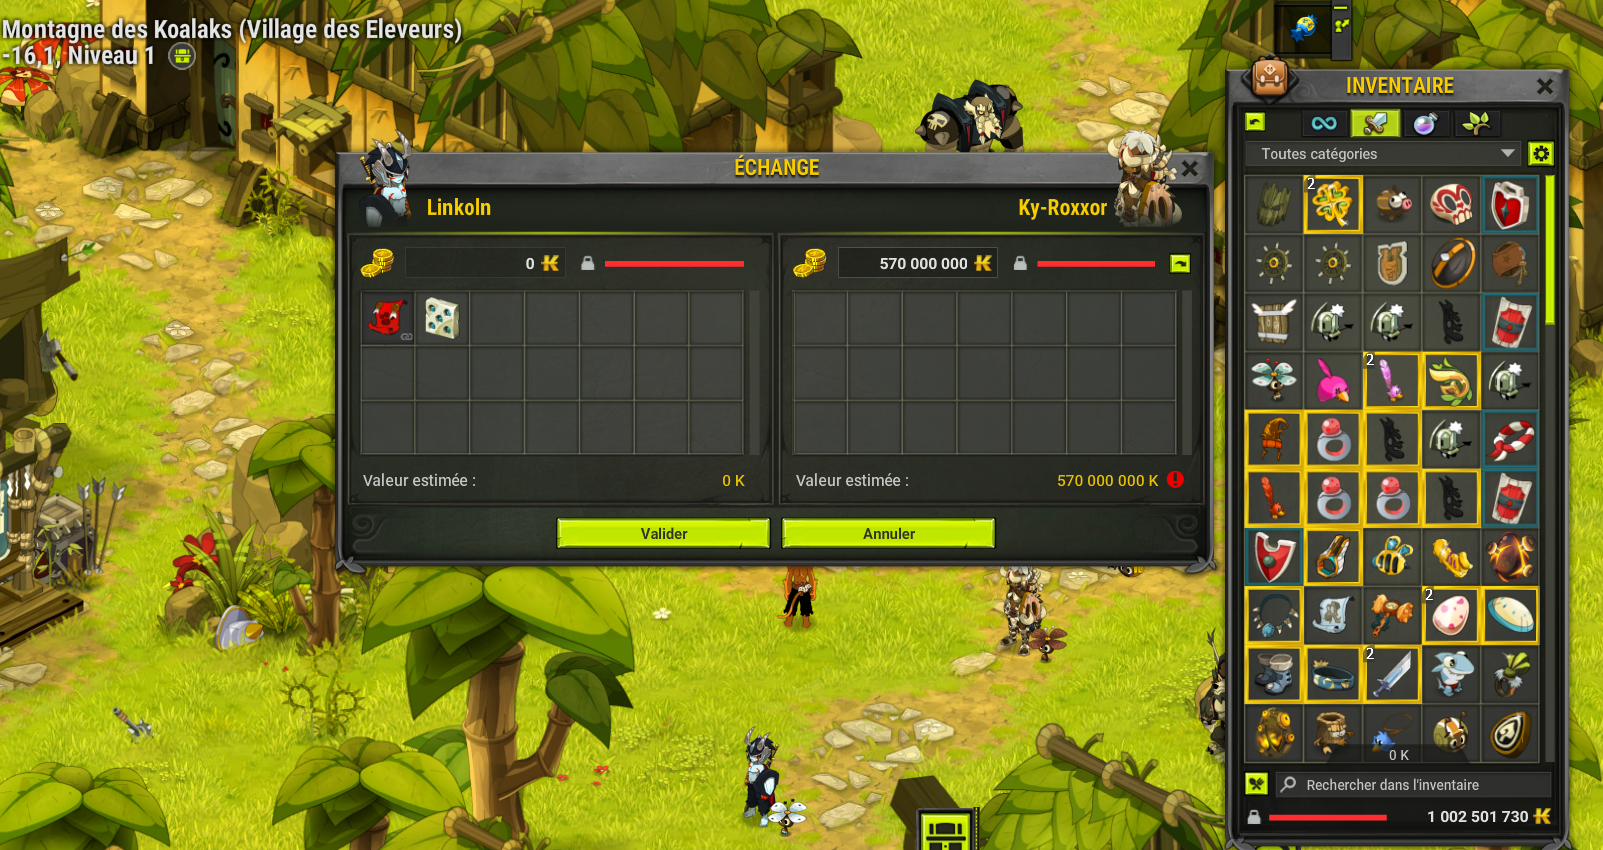 Montagne des Koalaks (Village des Eleveurs)
-16,1, Niveau 1
ÉCHANGE
Linkoln
Ky-Roxxor
0 K
570 000 000 K
Valeur estimée :
0 K
Valeur estimée :
570 000 000 K
Valider
Annuler
INVENTAIRE
Toutes catégories
2
2
2
2
0 K
Rechercher dans l'inventaire
1 002 501 730 K